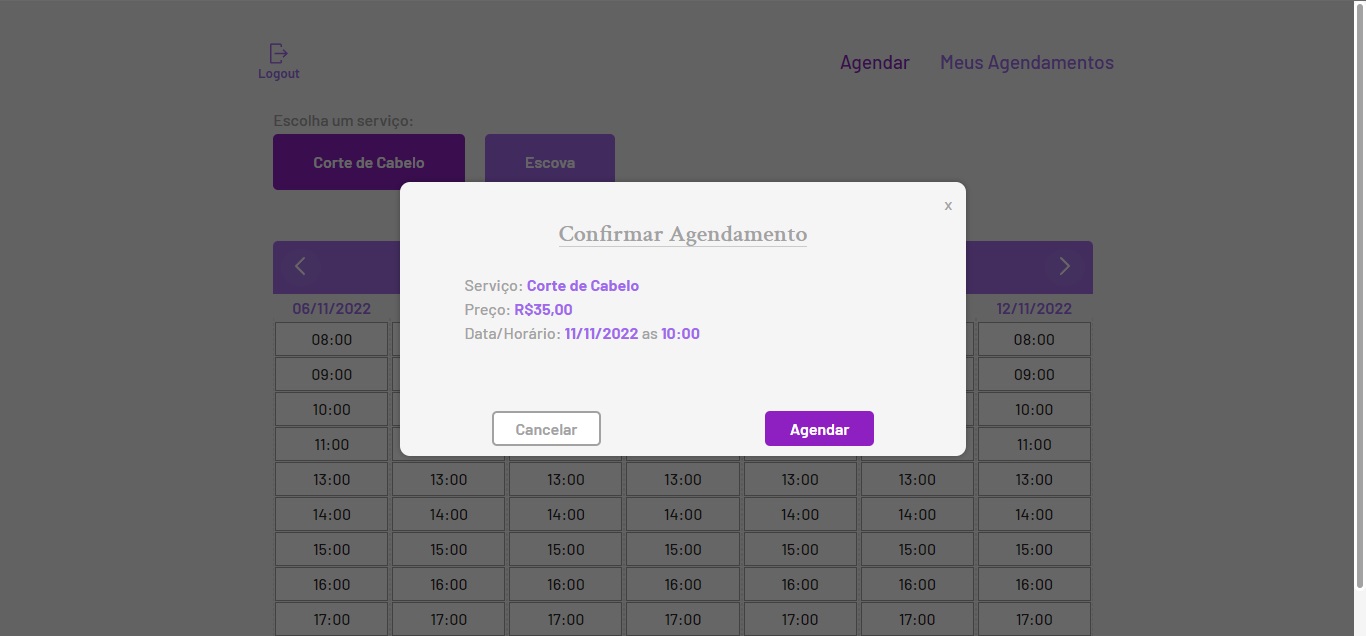 Logout
Agendar Meus Agendamentos
Escolha um serviço:
Corte de Cabelo Escova
x
Confirmar Agendamento
Serviço: Corte de Cabelo
Preço: R$35,00
Data/Horário: 11/11/2022 as 10:00
Cancelar Agendar
06/11/2022 12/11/2022
08:00 08:00
09:00 09:00
10:00 10:00
11:00 11:00
13:00 13:00 13:00 13:00 13:00 13:00 13:00
14:00 14:00 14:00 14:00 14:00 14:00 14:00
15:00 15:00 15:00 15:00 15:00 15:00 15:00
16:00 16:00 16:00 16:00 16:00 16:00 16:00
17:00 17:00 17:00 17:00 17:00 17:00 17:00